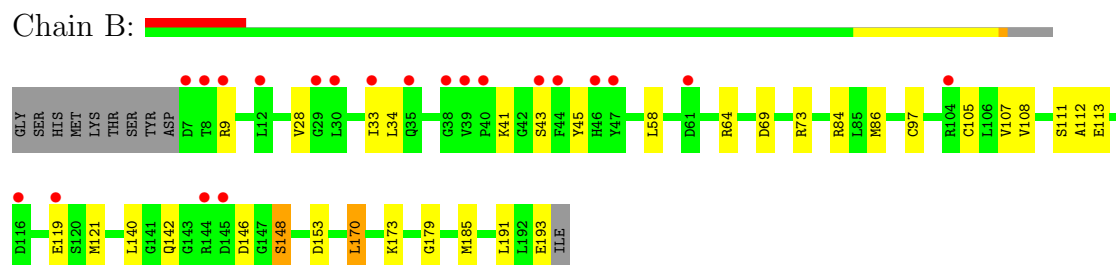 Chain B:
GLY SER HIS MET LYS THR SER TYR ASP D7 T8 R9 L12 V28 G29 L30 I33 L34 Q35 G38 V39 P40 K41 G42 S43 F44 Y45 H46 Y47 L58 D61 R64 D69 R73 R84 L85 M86 C97 R104 C105 L106 V107 V108 S111 A112 E113
D116 E119 S120 M121 L140 G141 Q142 G143 R144 D145 D146 G147 S148 D153 L170 K173 G179 M185 L191 L192 E193 ILE